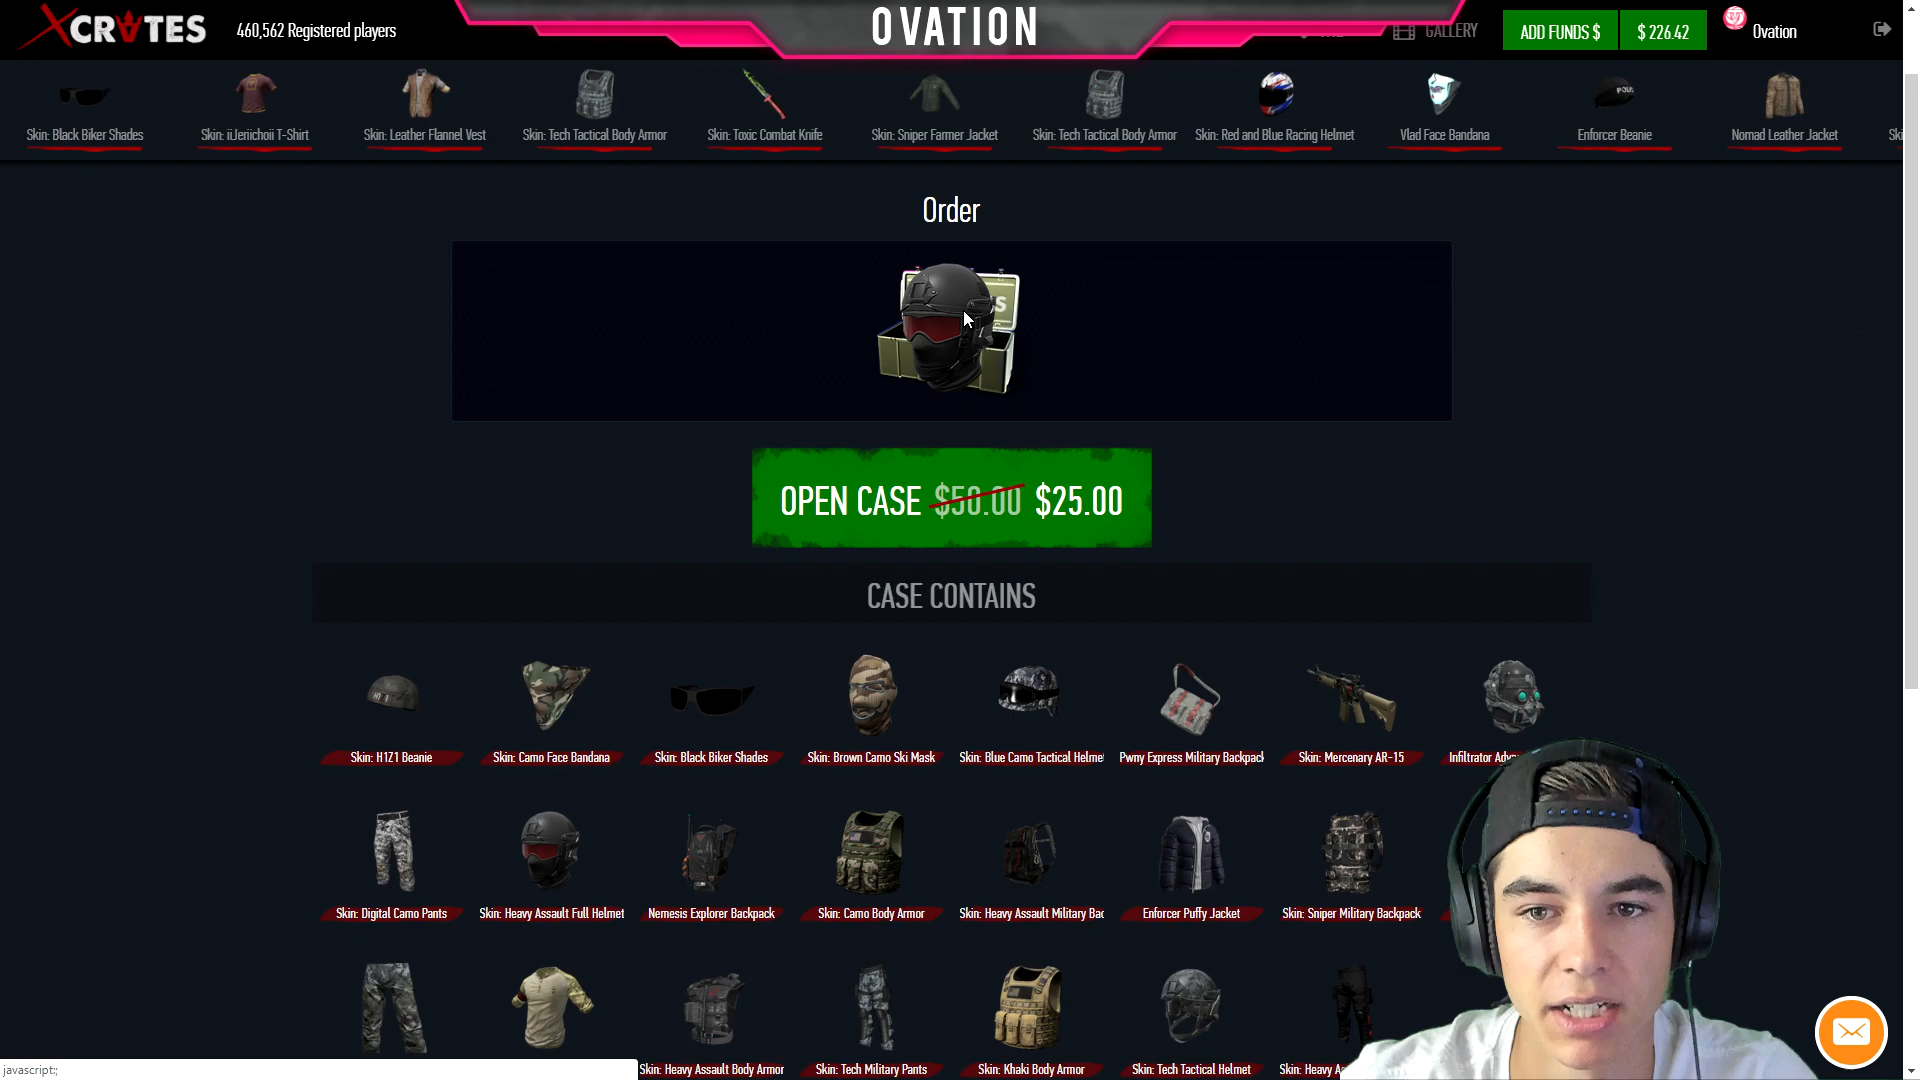 XCRATES
460,562 Registered players
OVATION
GALLERY
ADD FUNDS $
$ 226.42
Ovation
Skin: Black Biker Shades
Skin: iiJeriichoii T-Shirt
Skin: Leather Flannel Vest
Skin: Tech Tactical Body Armor
Skin: Toxic Combat Knife
Skin: Sniper Farmer Jacket
Skin: Tech Tactical Body Armor
Skin: Red and Blue Racing Helmet
Vlad Face Bandana
Enforcer Beanie
Nomad Leather Jacket
Ski
Order
OPEN CASE $50.00 $25.00
CASE CONTAINS
Skin: H1Z1 Beanie
Skin: Camo Face Bandana
Skin: Black Biker Shades
Skin: Brown Camo Ski Mask
Skin: Blue Camo Tactical Helmet
Pwny Express Military Backpack
Skin: Mercenary AR-15
Infiltrator Adv
Skin: Digital Camo Pants
Skin: Heavy Assault Full Helmet
Nemesis Explorer Backpack
Skin: Camo Body Armor
Skin: Heavy Assault Military Bac
Enforcer Puffy Jacket
Skin: Sniper Military Backpack
Skin: Heavy Assault Body Armor
Skin: Tech Military Pants
Skin: Khaki Body Armor
Skin: Tech Tactical Helmet
Skin: Heavy A
javascript:;